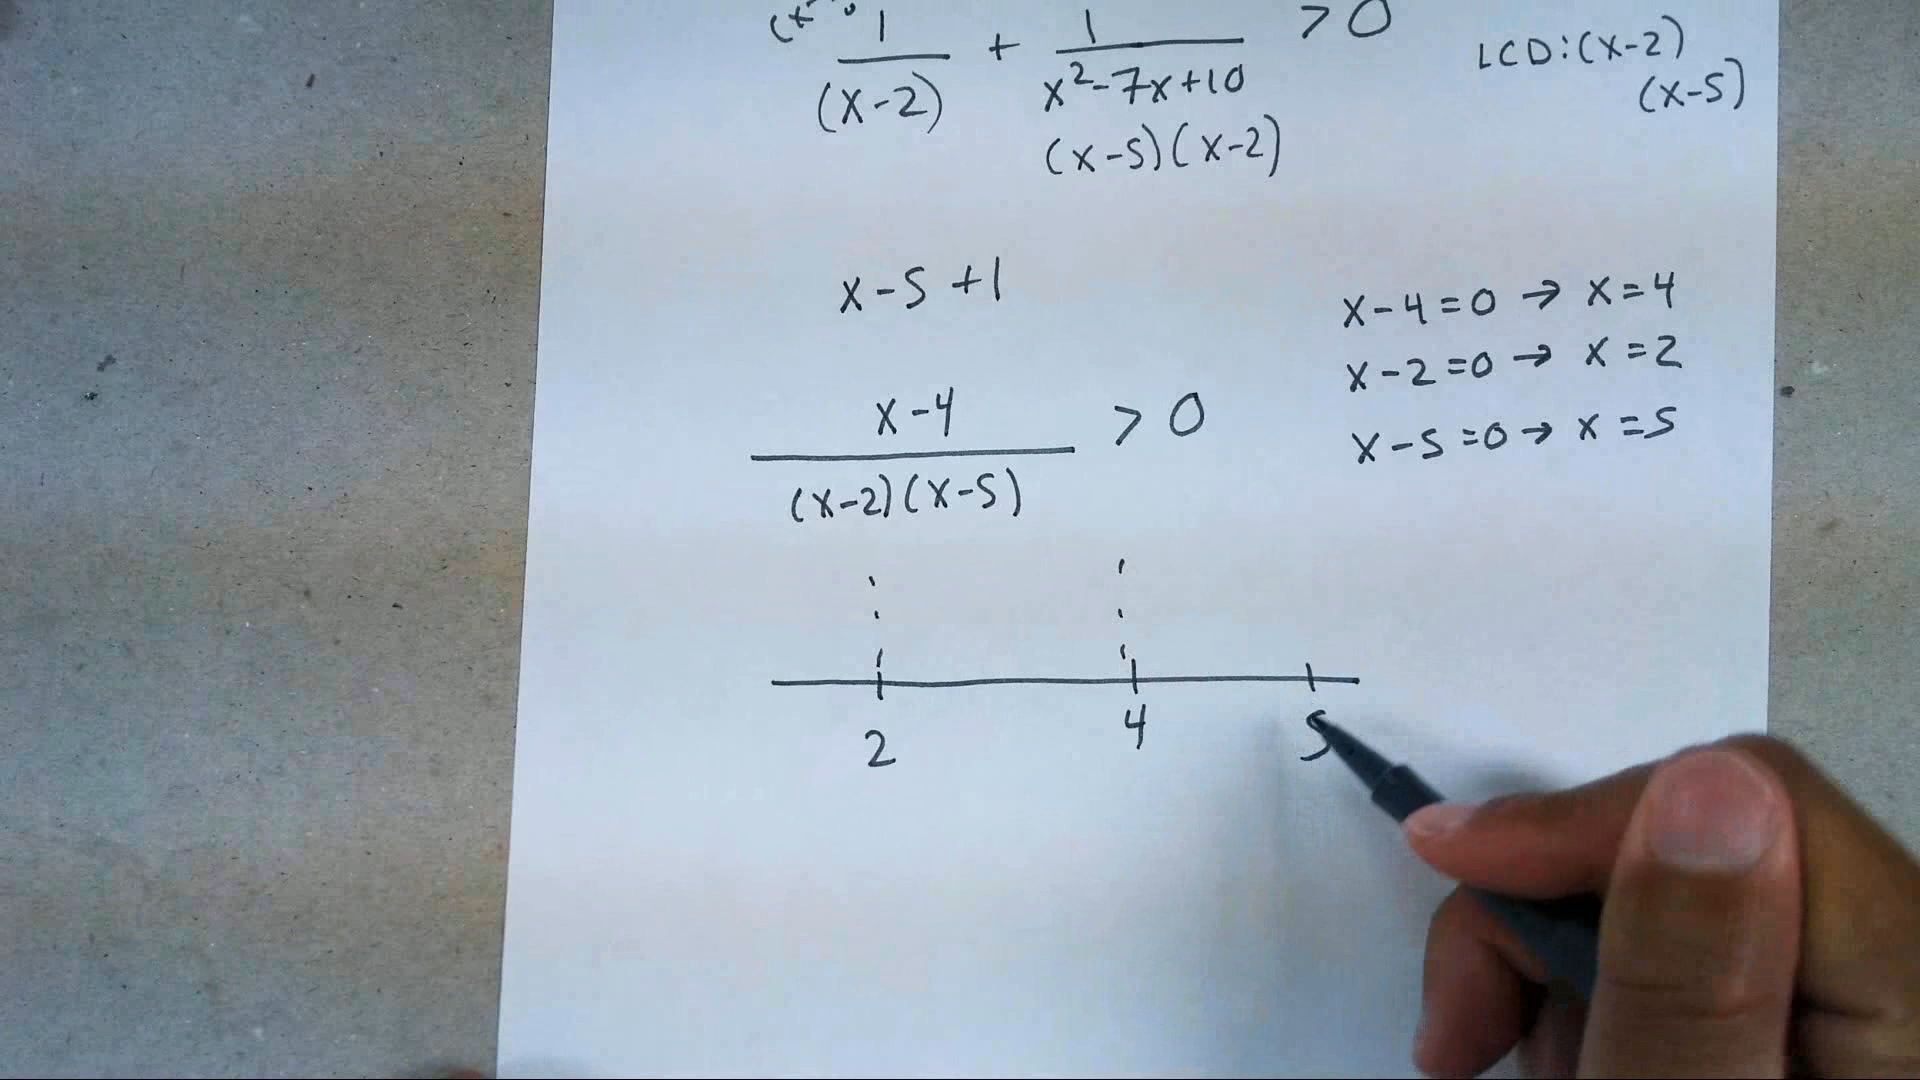 1 / (x-2) + 1 / x²-7x+10 > 0
(x-5)(x-2)
LCD:(x-2)
(x-5)
x-5 +1
x-4 / (x-2)(x-5) > 0
x-4=0 → x=4
x-2=0 → x=2
x-5=0 → x=5
2 4 5